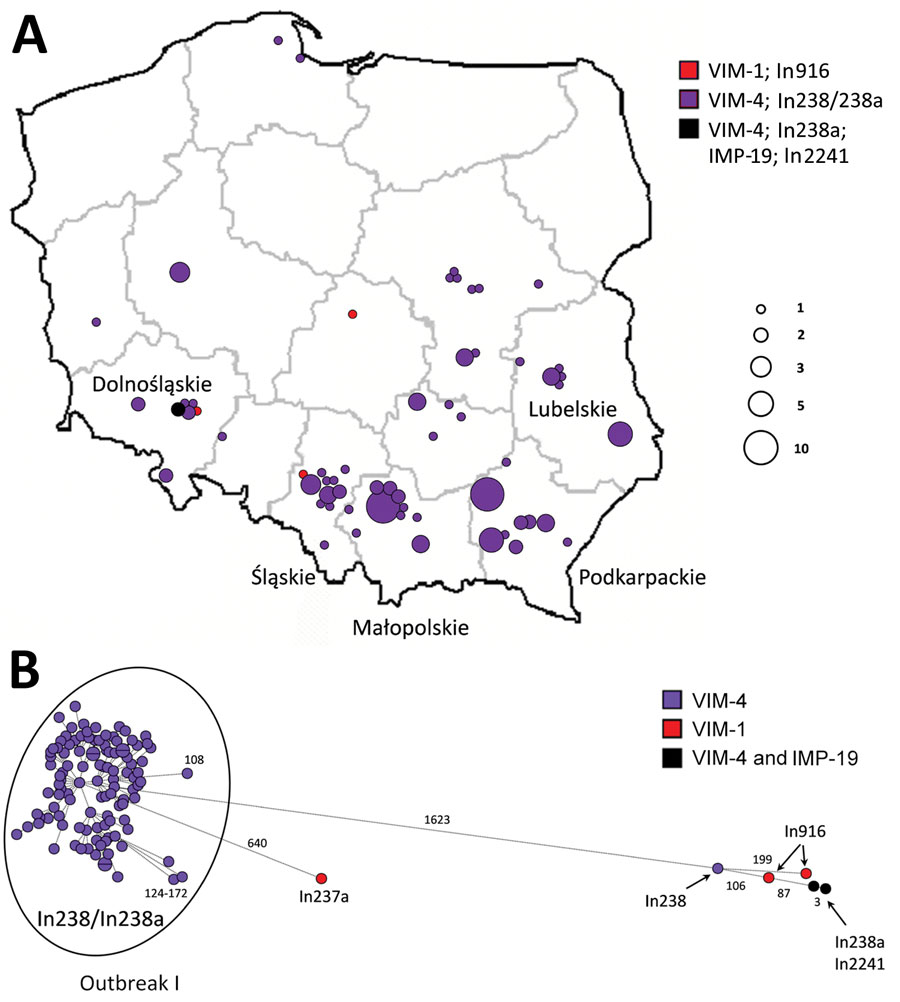 A
VIM-1; In916
VIM-4; In238/238a
VIM-4; In238a;
IMP-19; In2241
1
2
3
5
10
Dolnośląskie
Lubelskie
Śląskie
Podkarpackie
Małopolskie
B
VIM-4
VIM-1
VIM-4 and IMP-19
108
1623
640
In916
199
124-172
106
87
3
In237a
In238
In238/In238a
In238a
In2241
Outbreak I